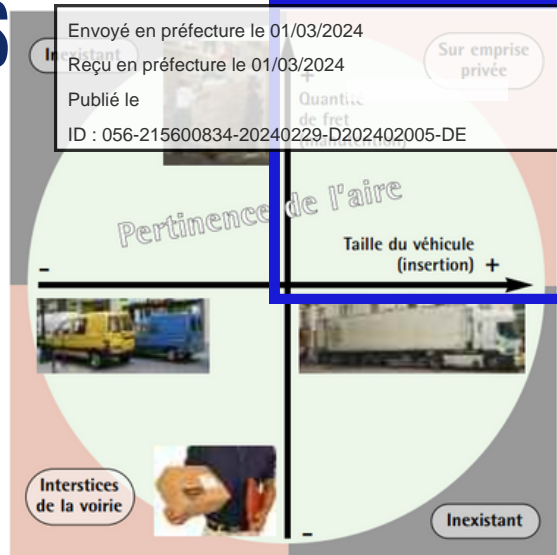 S
Envoyé en préfecture le 01/03/2024
Reçu en préfecture le 01/03/2024
Publié le
ID : 056-215600834-20240229-D202402005-DE
Inexistant
Sur emprise
privée
+
Quantité
de fret
(manutention)
Pertinence de l'aire
Taille du véhicule
(insertion) +
-
Interstices
de la voirie
-
Inexistant